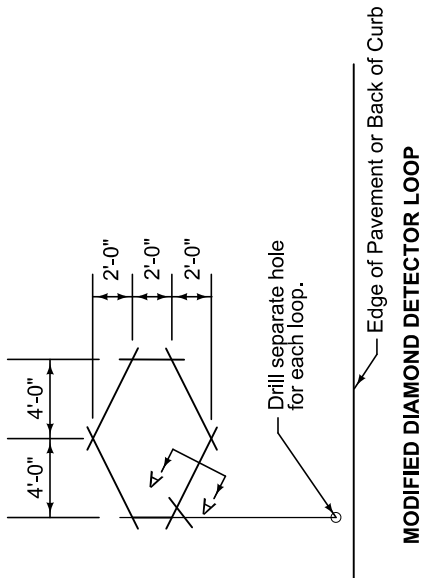 4'-0"
4'-0"
2'-0"
2'-0"
2'-0"
A
A
Drill separate hole
for each loop.
Edge of Pavement or Back of Curb
MODIFIED DIAMOND DETECTOR LOOP